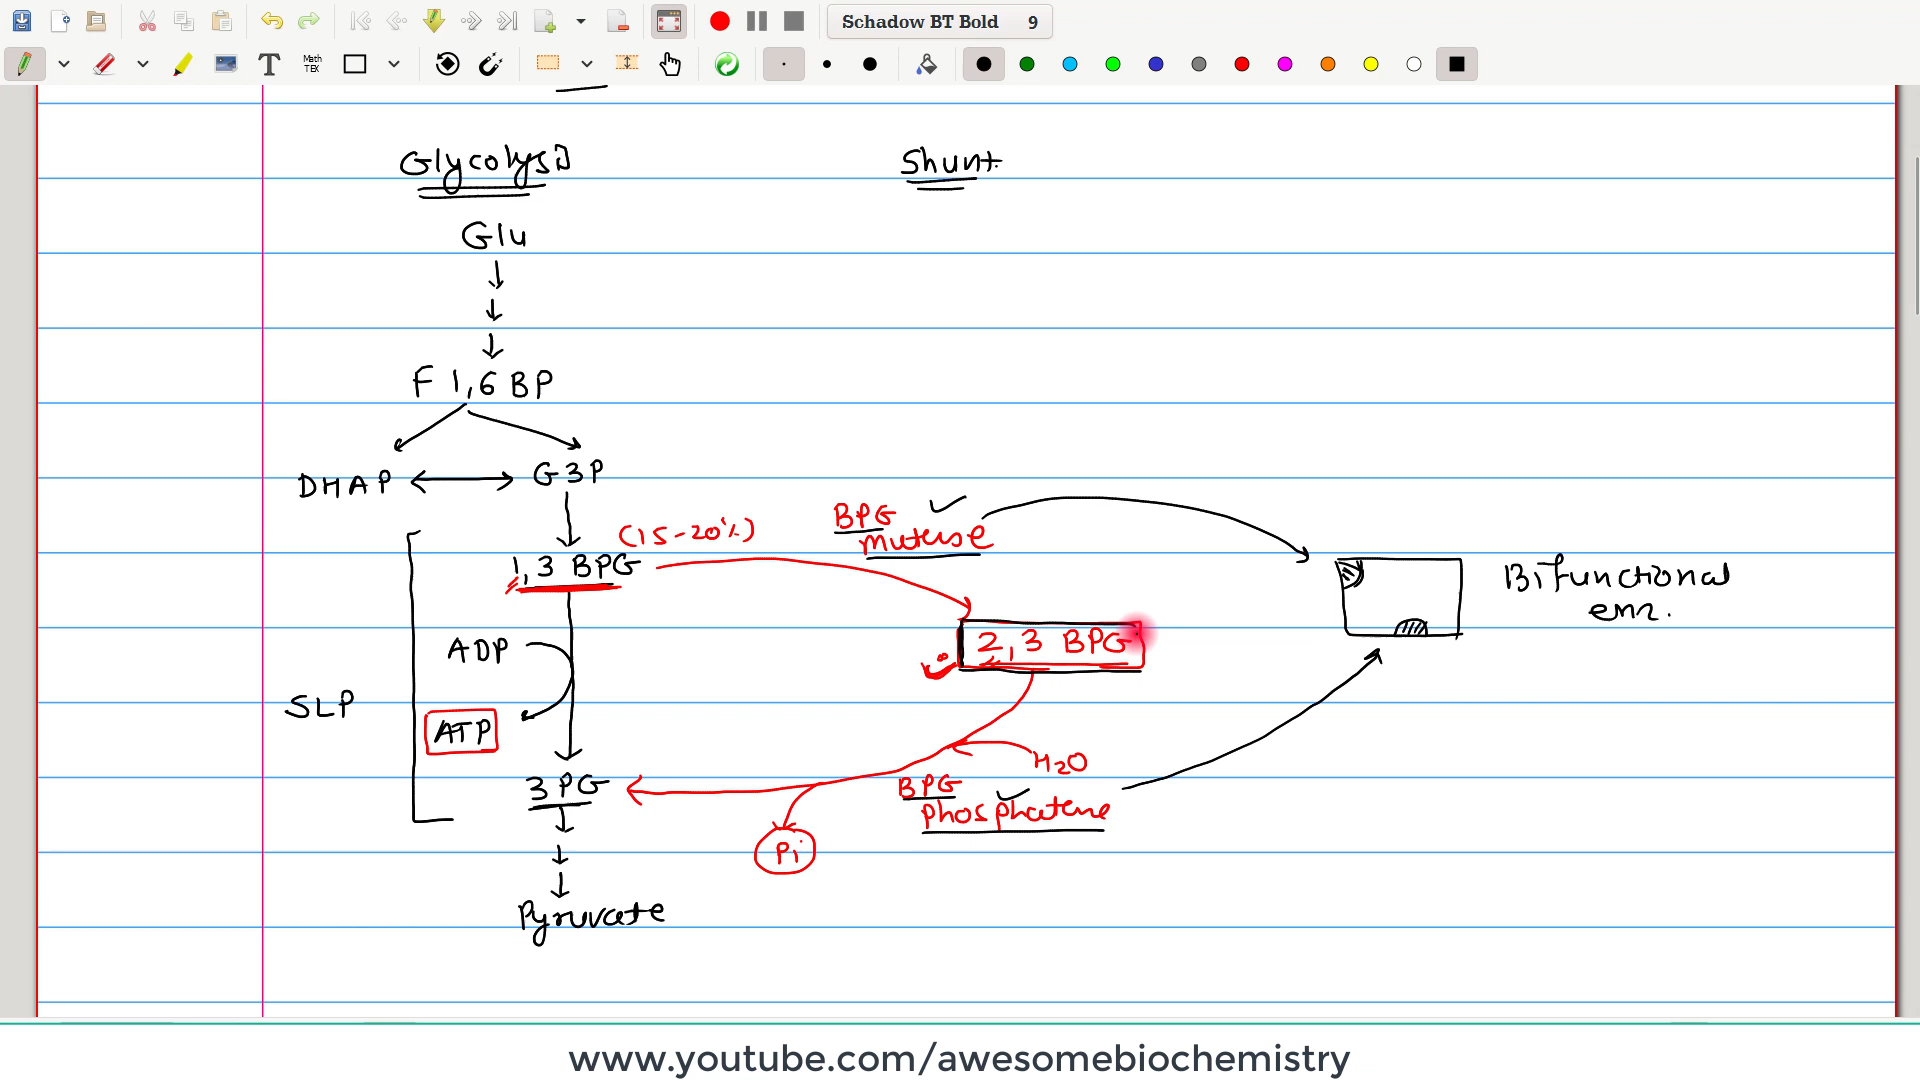 Schadow BT Bold 9
Math
TEX
Glycolysis
Shunt
Glu
F 1,6 BP
DHAP
G3P
BPG
mutase
(15-20%)
1,3 BPG
Bifunctional
enz.
2,3 BPG
ADP
SLP
ATP
H2O
3 PG
BPG
phosphatase
Pi
Pyruvate
www.youtube.com/awesomebiochemistry